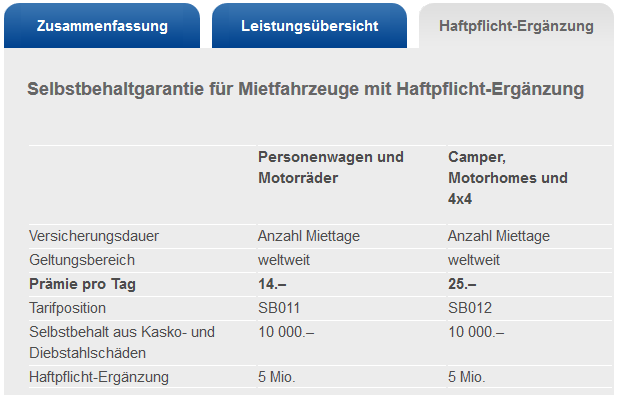 Zusammenfassung Leistungsübersicht Haftpflicht-Ergänzung
Selbstbehaltgarantie für Mietfahrzeuge mit Haftpflicht-Ergänzung
Personenwagen und Camper,
Motorräder Motorhomes und
4x4
Versicherungsdauer Anzahl Miettage Anzahl Miettage
Geltungsbereich weltweit weltweit
Prämie pro Tag 14.– 25.–
Tarifposition SB011 SB012
Selbstbehalt aus Kasko- und 10 000.– 10 000.–
Diebstahlschäden
Haftpflicht-Ergänzung 5 Mio. 5 Mio.